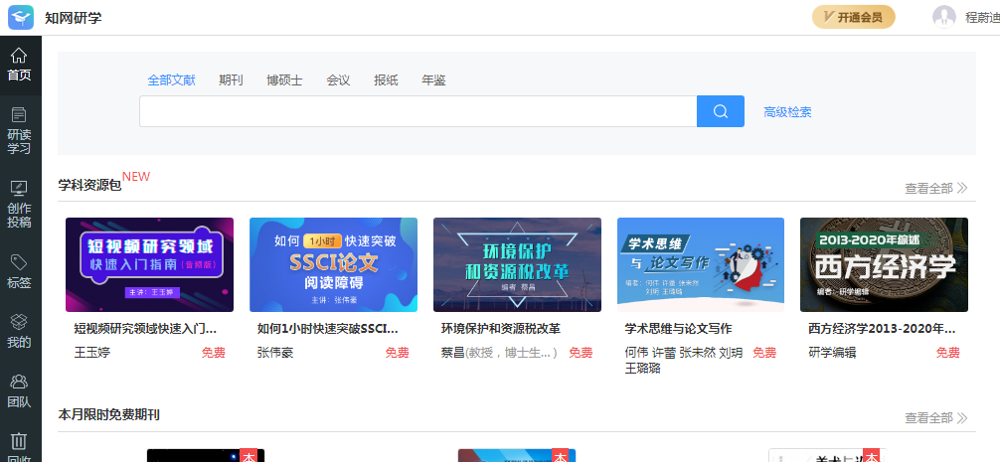 知网研学
开通会员
程蔚迪
首页
研读
学习
创作
投稿
标签
我的
团队
回收
全部文献 期刊 博硕士 会议 报纸 年鉴
高级检索
学科资源包 NEW
查看全部
短视频研究领域
快速入门指南(音频版)
主讲：王玉婷
如何 1小时 快速突破
SSCI论文
阅读障碍
主讲：张伟豪
环境保护
和资源税改革
编者 蔡昌
学术思维
与 论文写作
编者：何伟 许蕾 张未然
刘玥 王璐璐
2013-2020年综述
西方经济学
编者：研学编辑
短视频研究领域快速入门...
王玉婷 免费
如何1小时快速突破SSCI...
张伟豪 免费
环境保护和资源税改革
蔡昌(教授，博士生... ) 免费
学术思维与论文写作
何伟 许蕾 张未然 刘玥 免费
王璐璐
西方经济学2013-2020年...
研学编辑 免费
本月限时免费期刊
查看全部
本
本
本